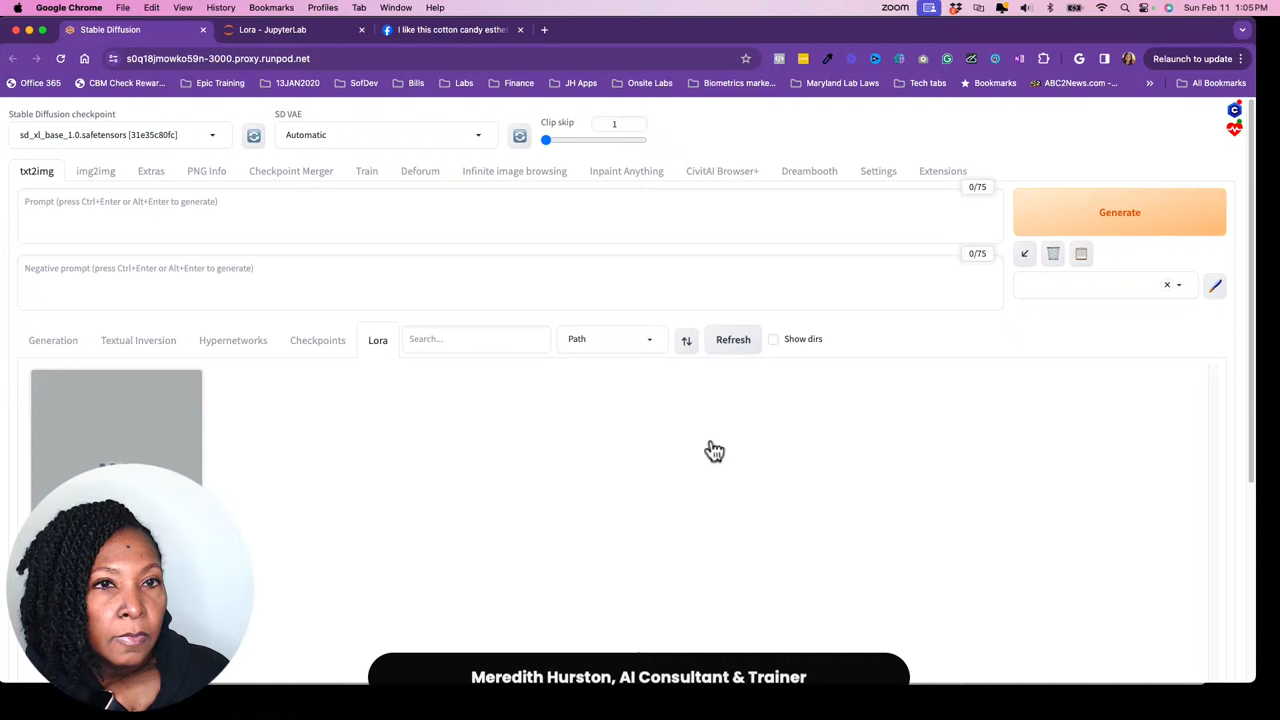 Google Chrome File Edit View History Bookmarks Profiles Tab Window Help zoom Sun Feb 11 1:05 PM
Stable Diffusion Lora - JupyterLab I like this cotton candy esthe
s0q18jmowko59n-3000.proxy.runpod.net Relaunch to update
Office 365 CBM Check Rewar... Epic Training 13JAN2020 SofDev Bills Labs Finance JH Apps Onsite Labs Biometrics marke... Maryland Lab Laws Tech tabs Bookmarks ABC2News.com -... » All Bookmarks
Stable Diffusion checkpoint SD VAE Clip skip 1
sd_xl_base_1.0.safetensors [31e35c80fc] Automatic
txt2img img2img Extras PNG Info Checkpoint Merger Train Deforum Infinite image browsing Inpaint Anything CivitAI Browser+ Dreambooth Settings Extensions
0/75
Prompt (press Ctrl+Enter or Alt+Enter to generate) Generate
0/75
Negative prompt (press Ctrl+Enter or Alt+Enter to generate)
Generation Textual Inversion Hypernetworks Checkpoints Lora Search... Path Refresh Show dirs
Meredith Hurston, AI Consultant & Trainer